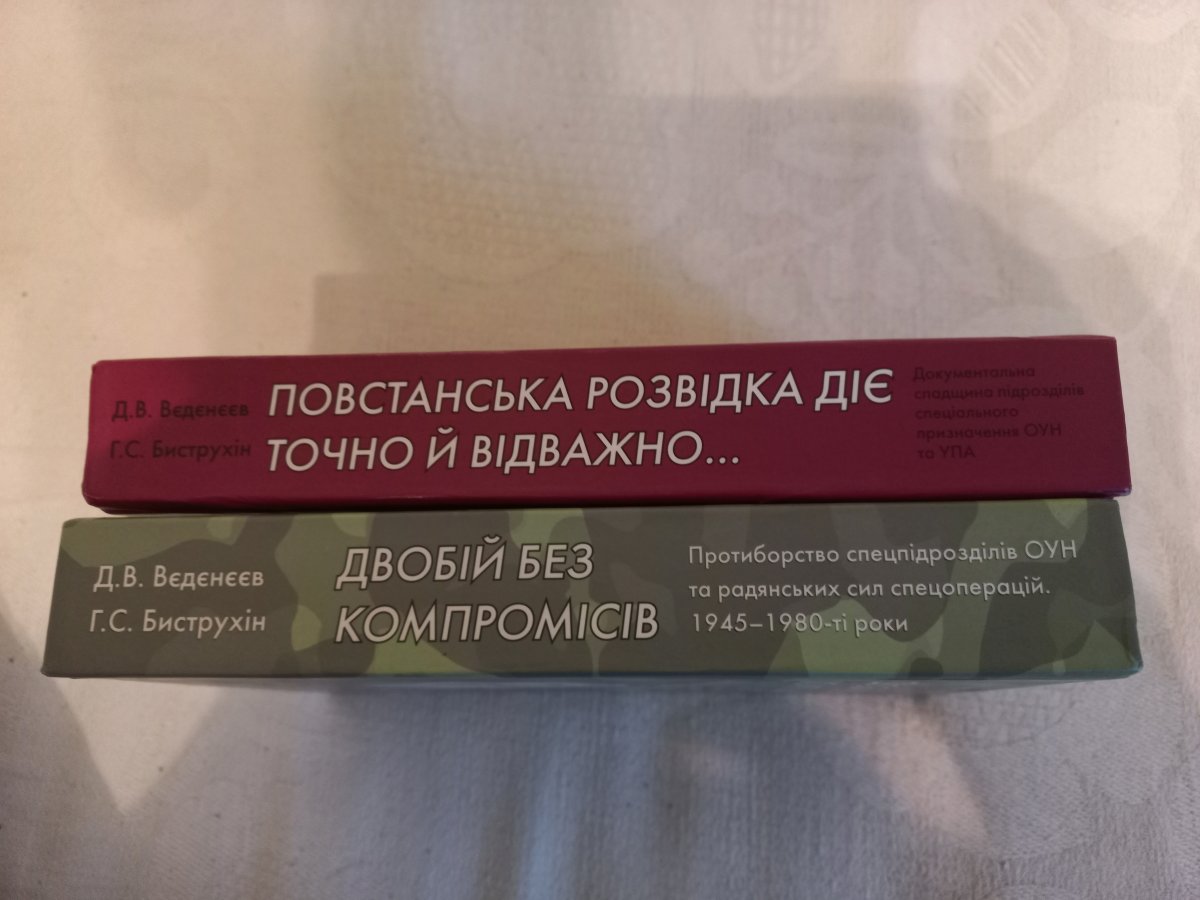 Д.В. Вєдєнєєв
Г.С. Биструхін
ПОВСТАНСЬКА РОЗВІДКА ДІЄ
ТОЧНО Й ВІДВАЖНО...
Документальна
спадщина підрозділів
спеціального
призначення ОУН
та УПА
Д.В. Вєдєнєєв
Г.С. Биструхін
ДВОБІЙ БЕЗ
КОМПРОМІСІВ
Протиборство спецпідрозділів ОУН
та радянських сил спецоперацій.
1945–1980-ті роки